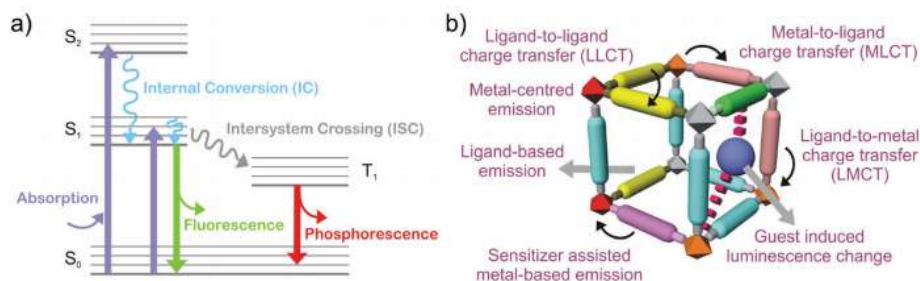 a)
S2
Internal Conversion (IC)
S1
Intersystem Crossing (ISC)
T1
Absorption
Fluorescence
Phosphorescence
S0
b)
Ligand-to-ligand
charge transfer (LLCT)
Metal-to-ligand
charge transfer (MLCT)
Metal-centred
emission
Ligand-based
emission
Ligand-to-metal
charge transfer
(LMCT)
Sensitizer assisted
metal-based emission
Guest induced
luminescence change